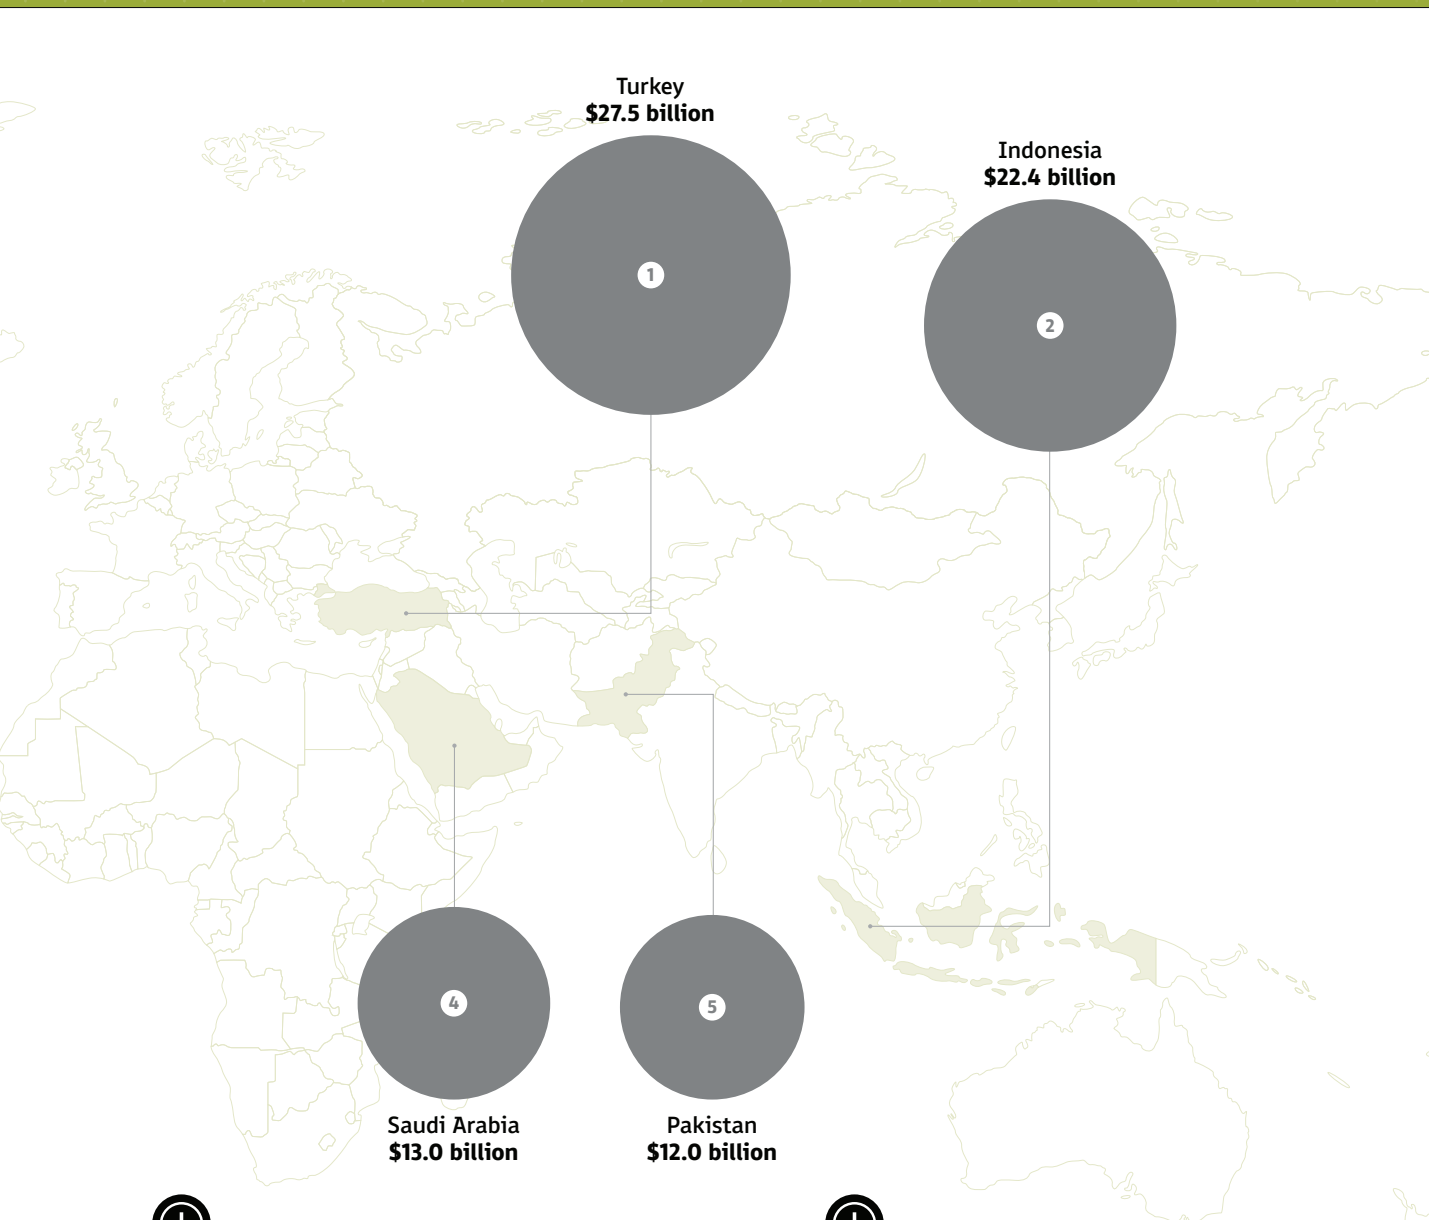 Turkey
$27.5 billion
Indonesia
$22.4 billion
1
2
4
5
Saudi Arabia
$13.0 billion
Pakistan
$12.0 billion